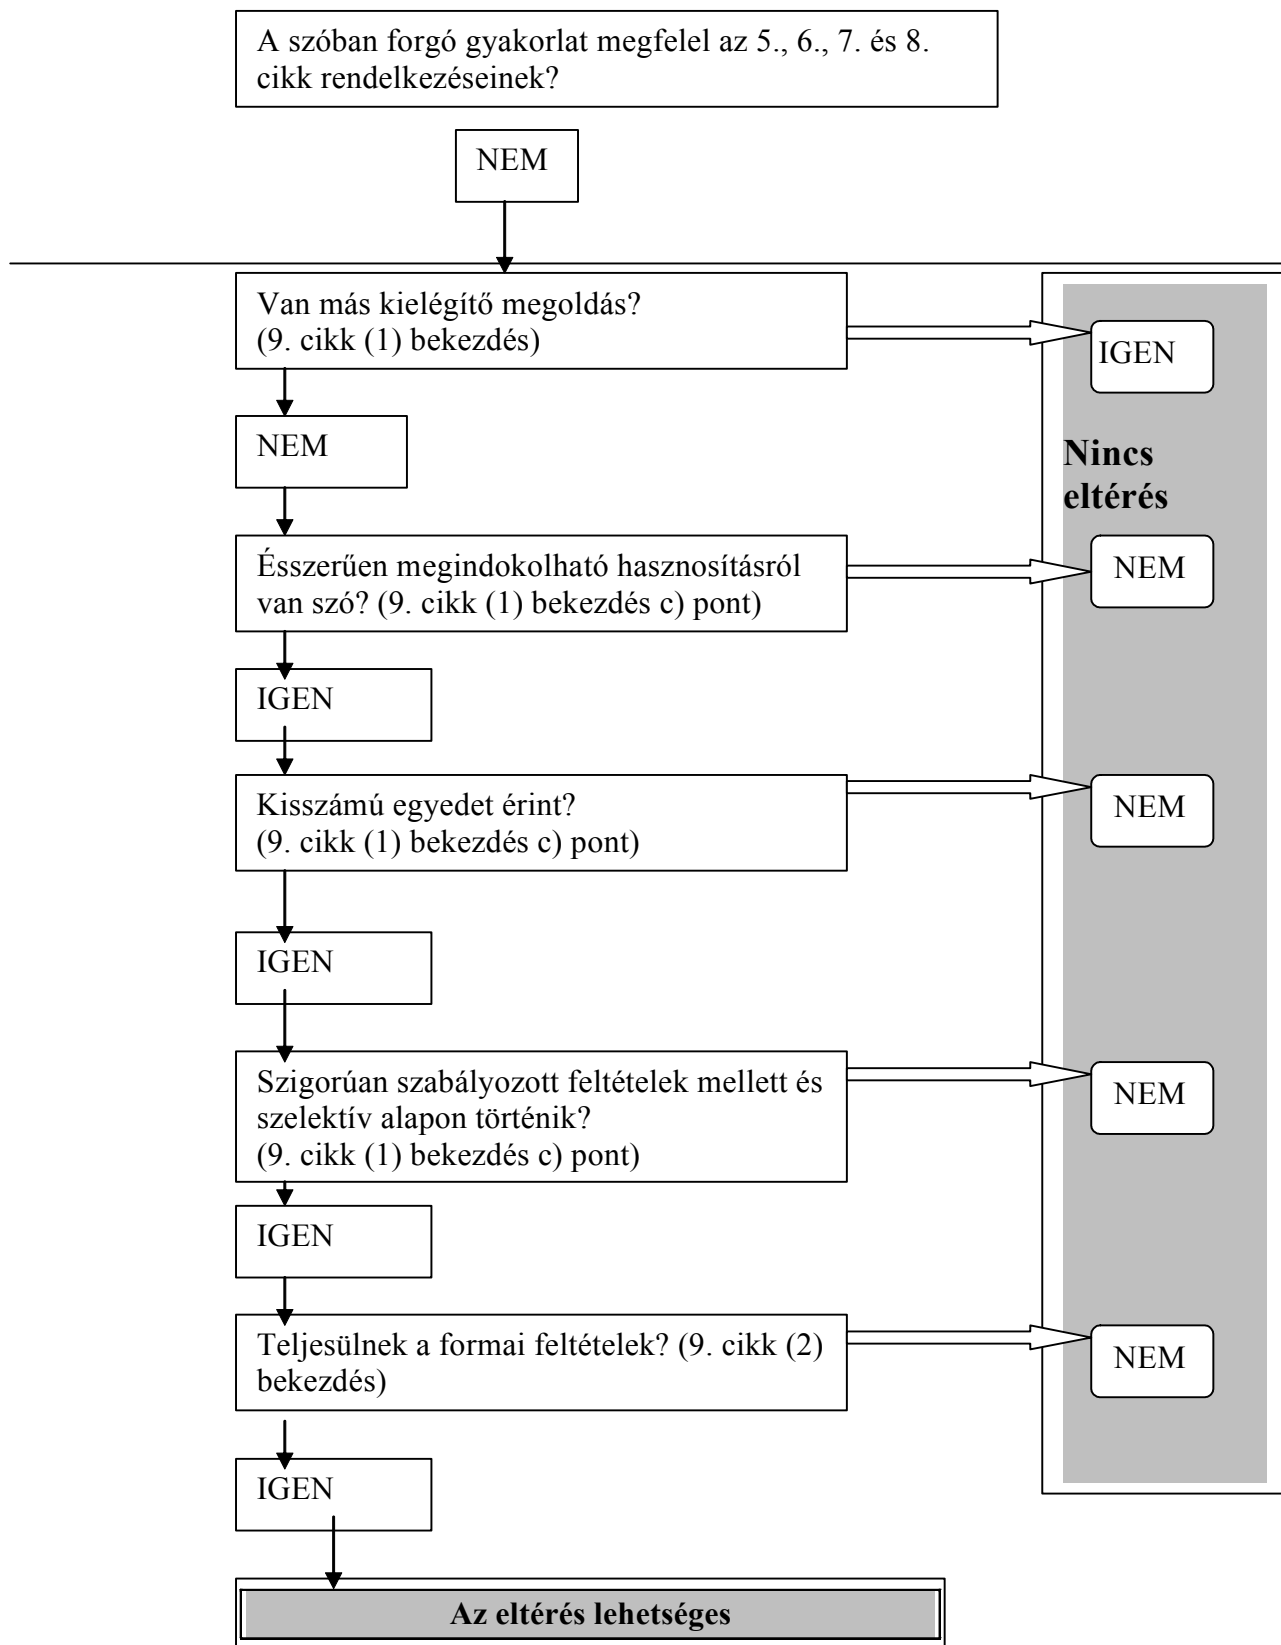 A szóban forgó gyakorlat megfelel az 5., 6., 7. és 8.
cikk rendelkezéseinek?
NEM
Van más kielégítő megoldás?
(9. cikk (1) bekezdés)
IGEN
NEM
Nincs
eltérés
Ésszerűen megindokolható hasznosításról
van szó? (9. cikk (1) bekezdés c) pont)
NEM
IGEN
Kisszámú egyedet érint?
(9. cikk (1) bekezdés c) pont)
NEM
IGEN
Szigorúan szabályozott feltételek mellett és
szelektív alapon történik?
(9. cikk (1) bekezdés c) pont)
NEM
IGEN
Teljesülnek a formai feltételek? (9. cikk (2)
bekezdés)
NEM
IGEN
Az eltérés lehetséges